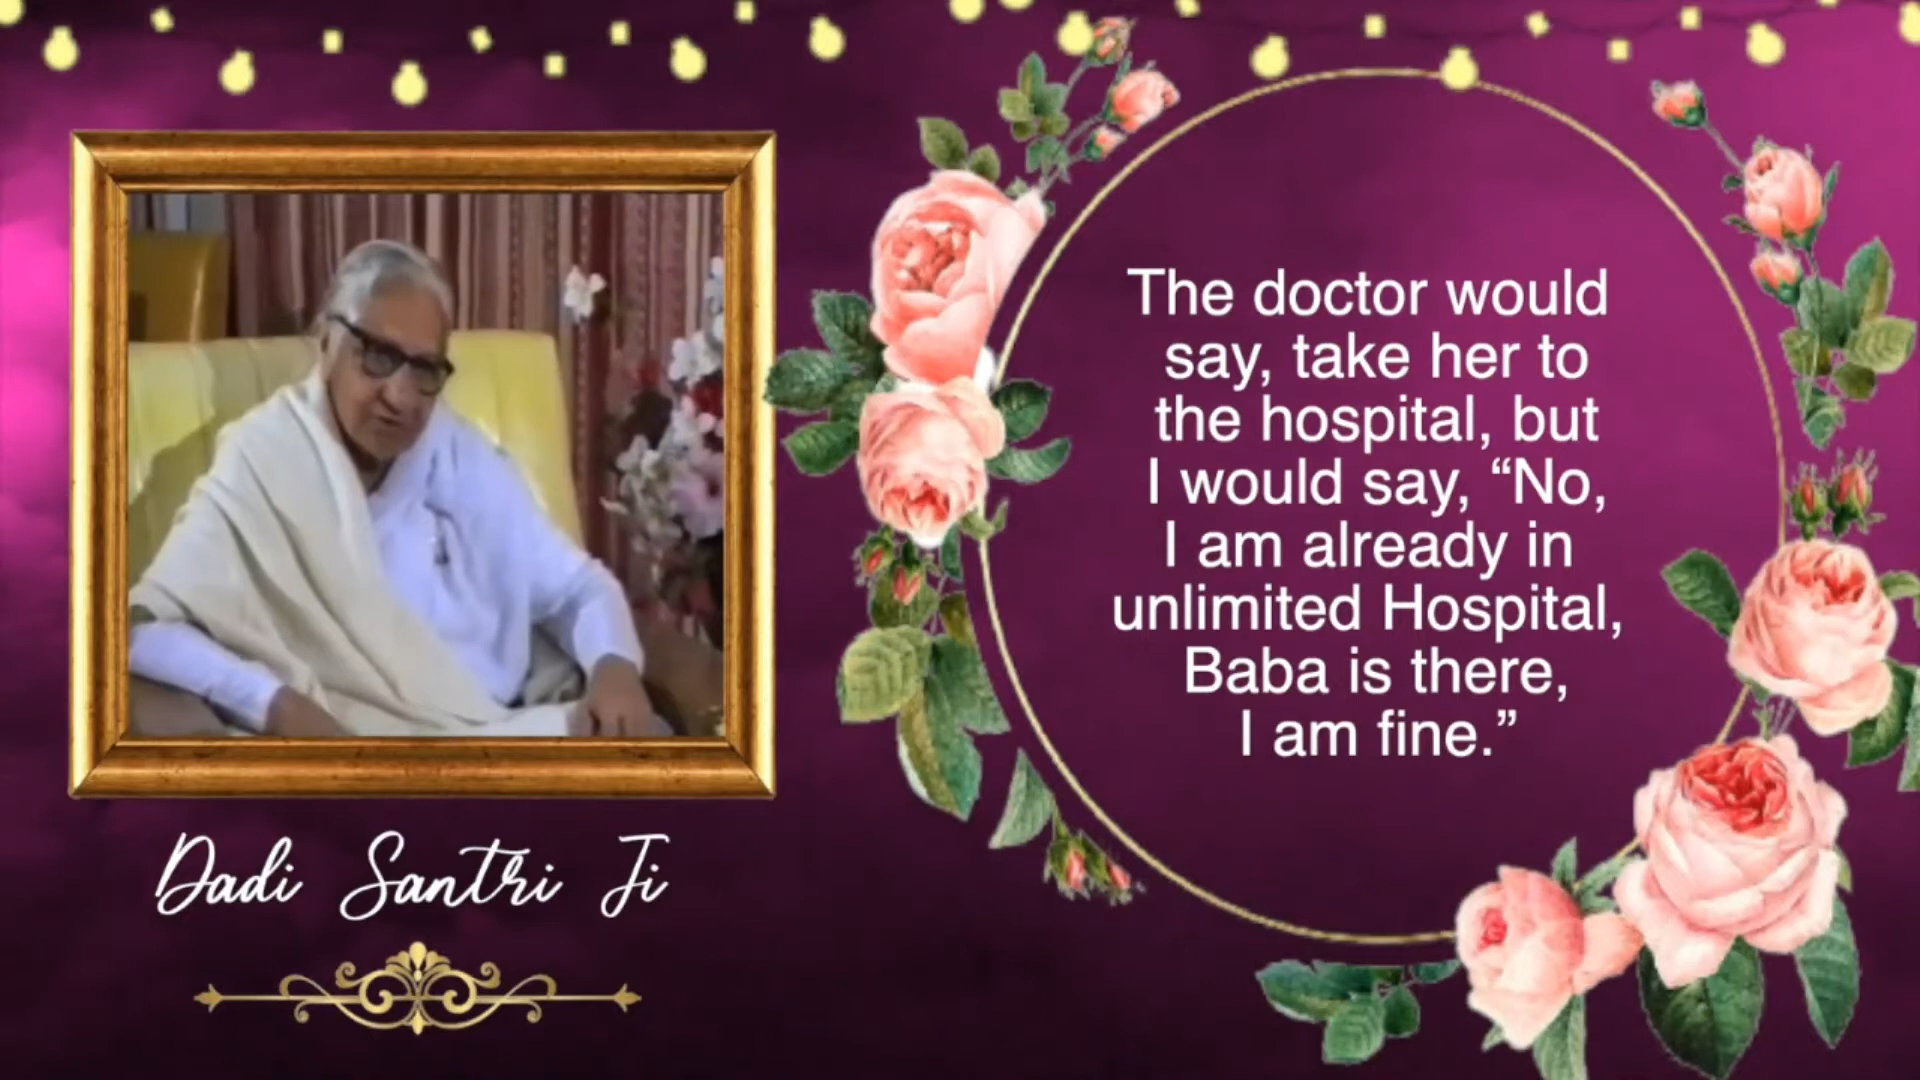 The doctor would
say, take her to
the hospital, but
I would say, “No,
I am already in
unlimited Hospital,
Baba is there,
I am fine.”
Dadi Santri Ji